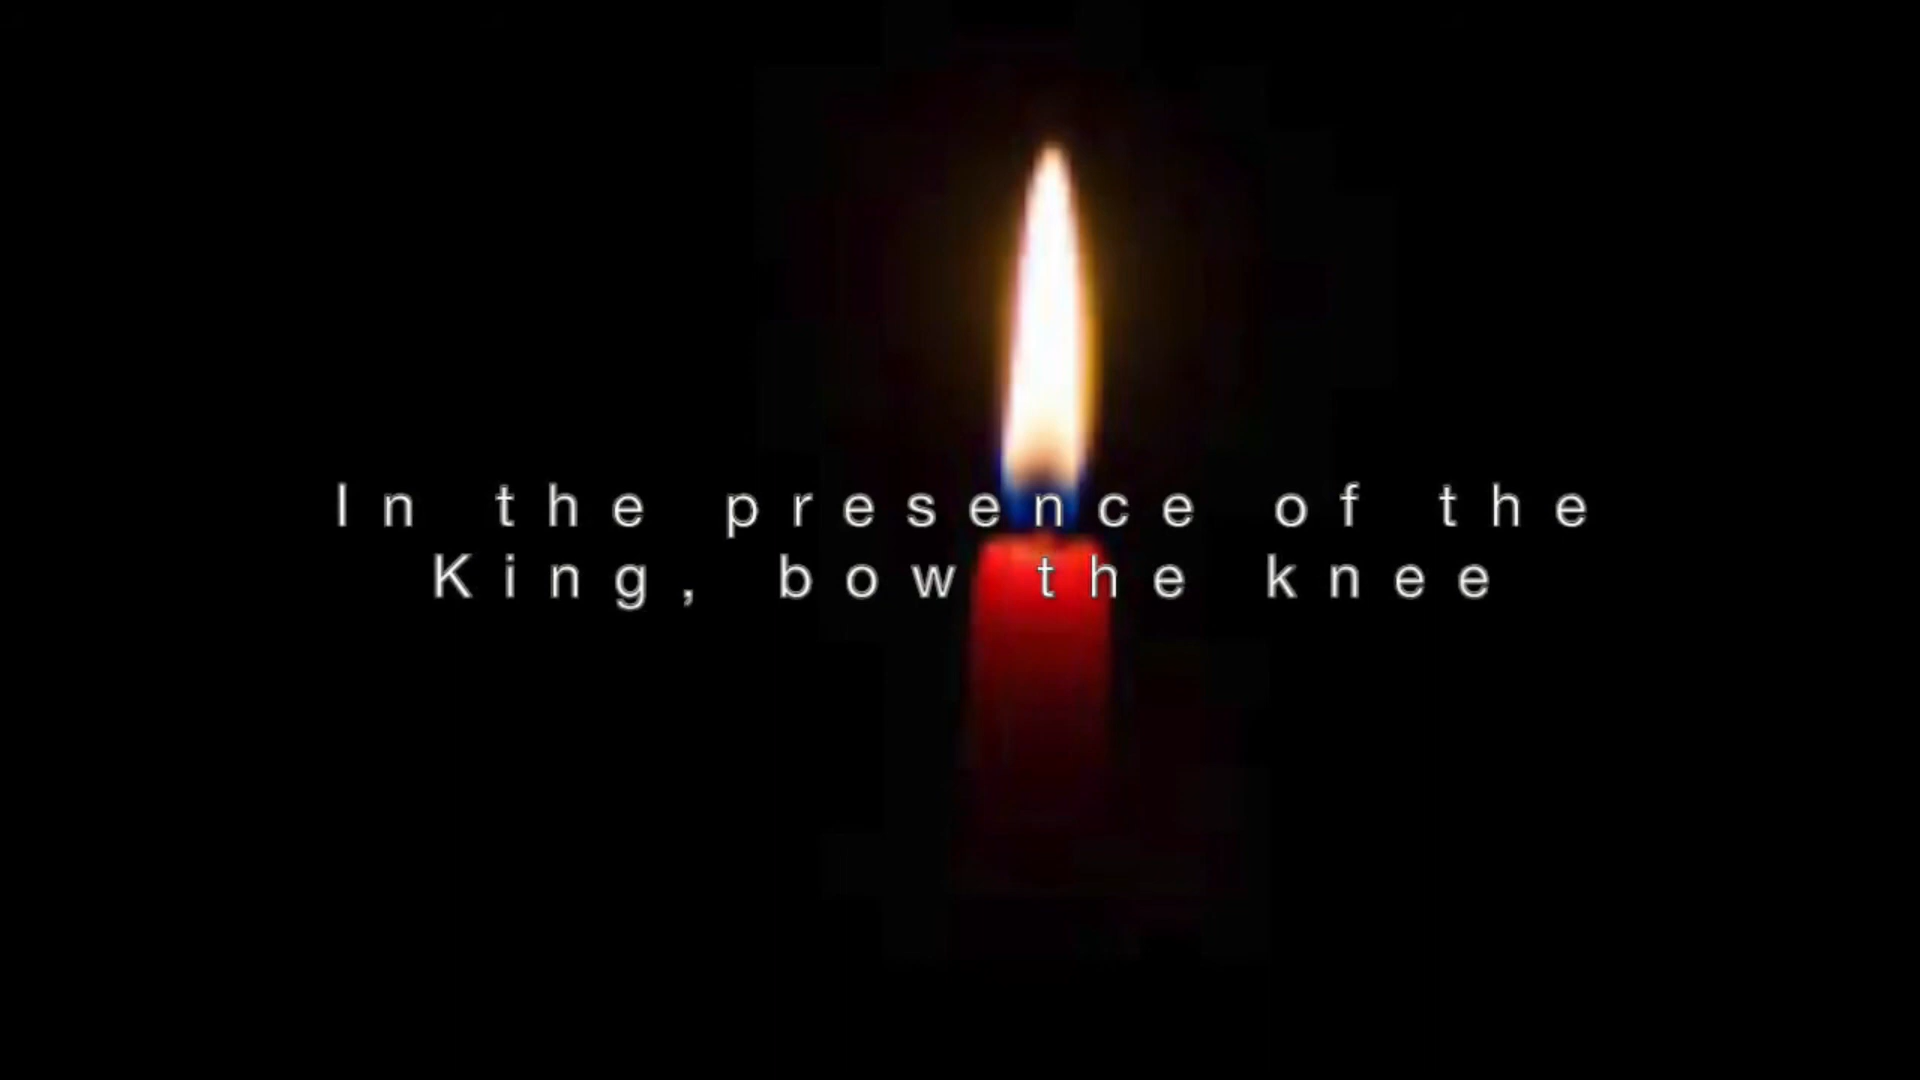 In the presence of the
King, bow the knee